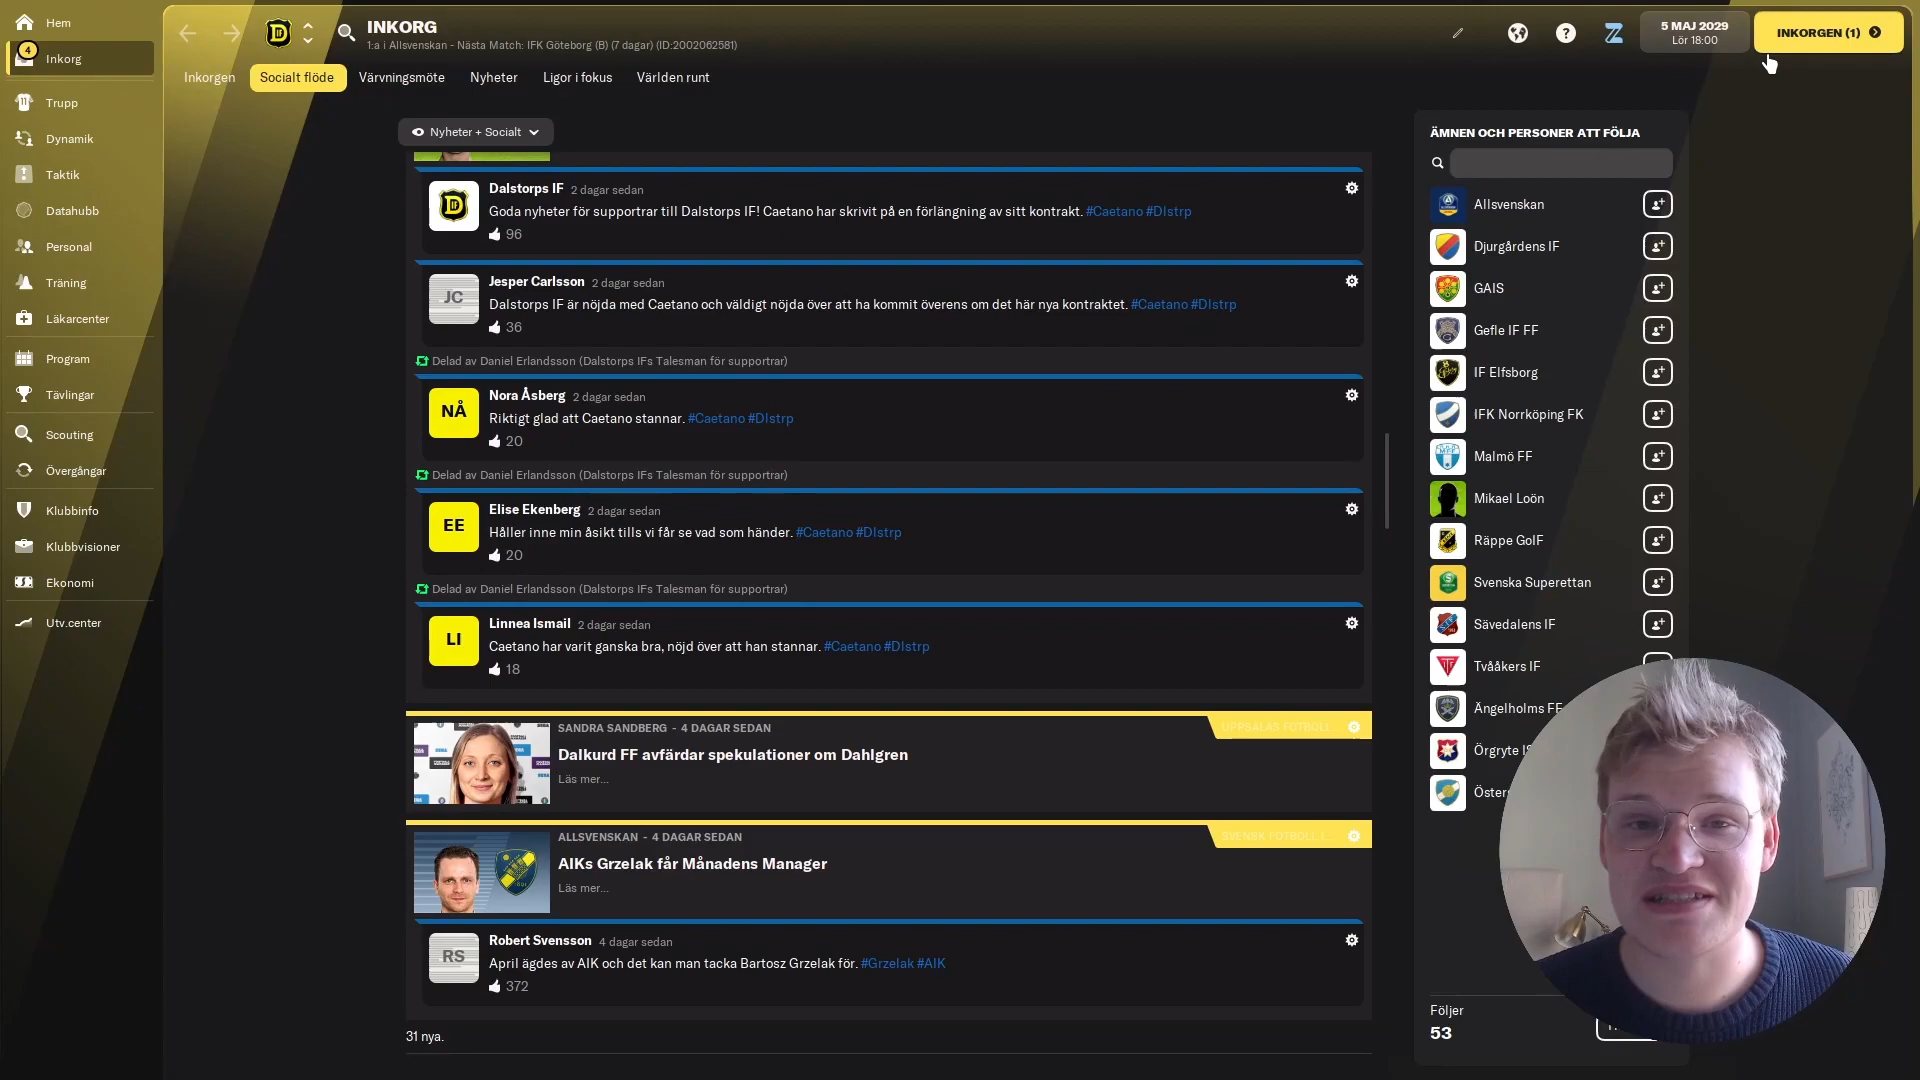 Hem
4
Inkorg
Trupp
Dynamik
Taktik
Datahubb
Personal
Träning
Läkarcenter
Program
Tävlingar
Scouting
Övergångar
Klubbinfo
Klubbvisioner
Ekonomi
Utv.center
INKORG
1:a i Allsvenskan - Nästa Match: IFK Göteborg (B) (7 dagar) (ID:2002062581)
5 MAJ 2029
Lör 18:00
INKORGEN (1)
Inkorgen
Socialt flöde
Värvningsmöte
Nyheter
Ligor i fokus
Världen runt
Nyheter + Socialt
Dalstorps IF 2 dagar sedan
Goda nyheter för supportrar till Dalstorps IF! Caetano har skrivit på en förlängning av sitt kontrakt. #Caetano #Dlstrp
96
JC
Jesper Carlsson 2 dagar sedan
Dalstorps IF är nöjda med Caetano och väldigt nöjda över att ha kommit överens om det här nya kontraktet. #Caetano #Dlstrp
36
Delad av Daniel Erlandsson (Dalstorps IFs Talesman för supportrar)
NÅ
Nora Åsberg 2 dagar sedan
Riktigt glad att Caetano stannar. #Caetano #Dlstrp
20
Delad av Daniel Erlandsson (Dalstorps IFs Talesman för supportrar)
EE
Elise Ekenberg 2 dagar sedan
Håller inne min åsikt tills vi får se vad som händer. #Caetano #Dlstrp
20
Delad av Daniel Erlandsson (Dalstorps IFs Talesman för supportrar)
LI
Linnea Ismail 2 dagar sedan
Caetano har varit ganska bra, nöjd över att han stannar. #Caetano #Dlstrp
18
SANDRA SANDBERG - 4 DAGAR SEDAN
UPPSALAS FOTBOLL
Dalkurd FF avfärdar spekulationer om Dahlgren
Läs mer...
ALLSVENSKAN - 4 DAGAR SEDAN
SVENSK FOTBOLL
AIKs Grzelak får Månadens Manager
Läs mer...
RS
Robert Svensson 4 dagar sedan
April ägdes av AIK och det kan man tacka Bartosz Grzelak för. #Grzelak #AIK
372
31 nya.
ÄMNEN OCH PERSONER ATT FÖLJA
Allsvenskan
Djurgårdens IF
GAIS
Gefle IF FF
IF Elfsborg
IFK Norrköping FK
Malmö FF
Mikael Loön
Räppe GoIF
Svenska Superettan
Sävedalens IF
Tvååkers IF
Ängelholms FF
Örgryte
Öster
Följer
53